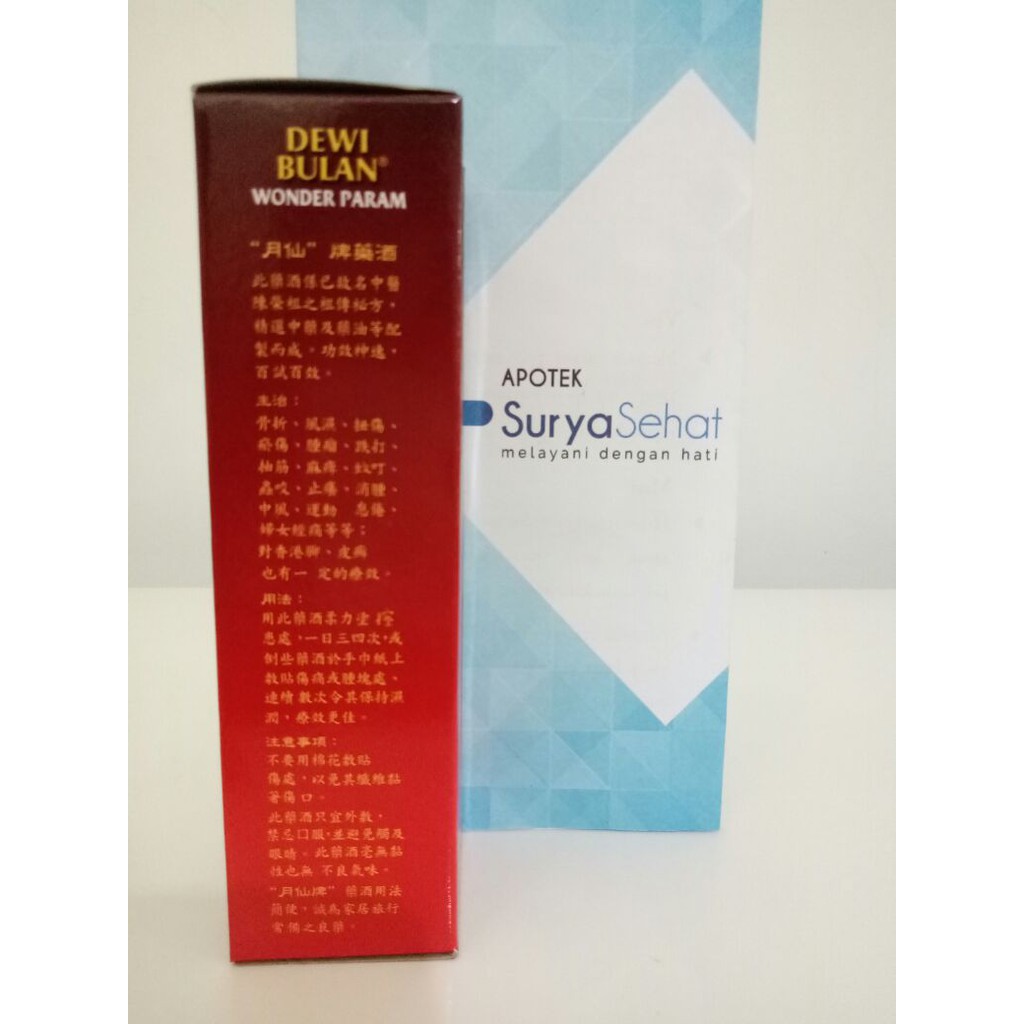 DEWI
BULAN®
WONDER PARAM
"月仙" 牌藥酒
此藥酒係已故名中醫
陳榮祖之祖傳秘方，
精選中藥及藥油等配
製而成。功效神速，
百試百效。
主治：
骨折、風濕、扭傷、
瘀傷、腫瘤、跌打、
抽筋、麻痺、蚊叮、
蟲咬、止癢、消腫、
中風、運動 息傷、
婦女經痛等等；
對香港腳、皮癬
也有一 定的療效。
用法：
用此藥酒柔力塗擦
患處，一日三四次，或
倒些藥酒於手巾紙上
敷貼傷痛或腫塊處、
連續數次令其保持濕
潤，療效更佳。
注意事項：
不要用棉花敷貼
傷處，以免其纖維黏
著傷口。
此藥酒只宜外敷，
禁忌口眼，並避免觸及
眼睛。此藥酒毫無黏
性也無 不良氣味。
"月仙牌" 藥酒用法
簡便，誠為家居旅行
常備之良藥。
APOTEK
SuryaSehat
melayani dengan hati